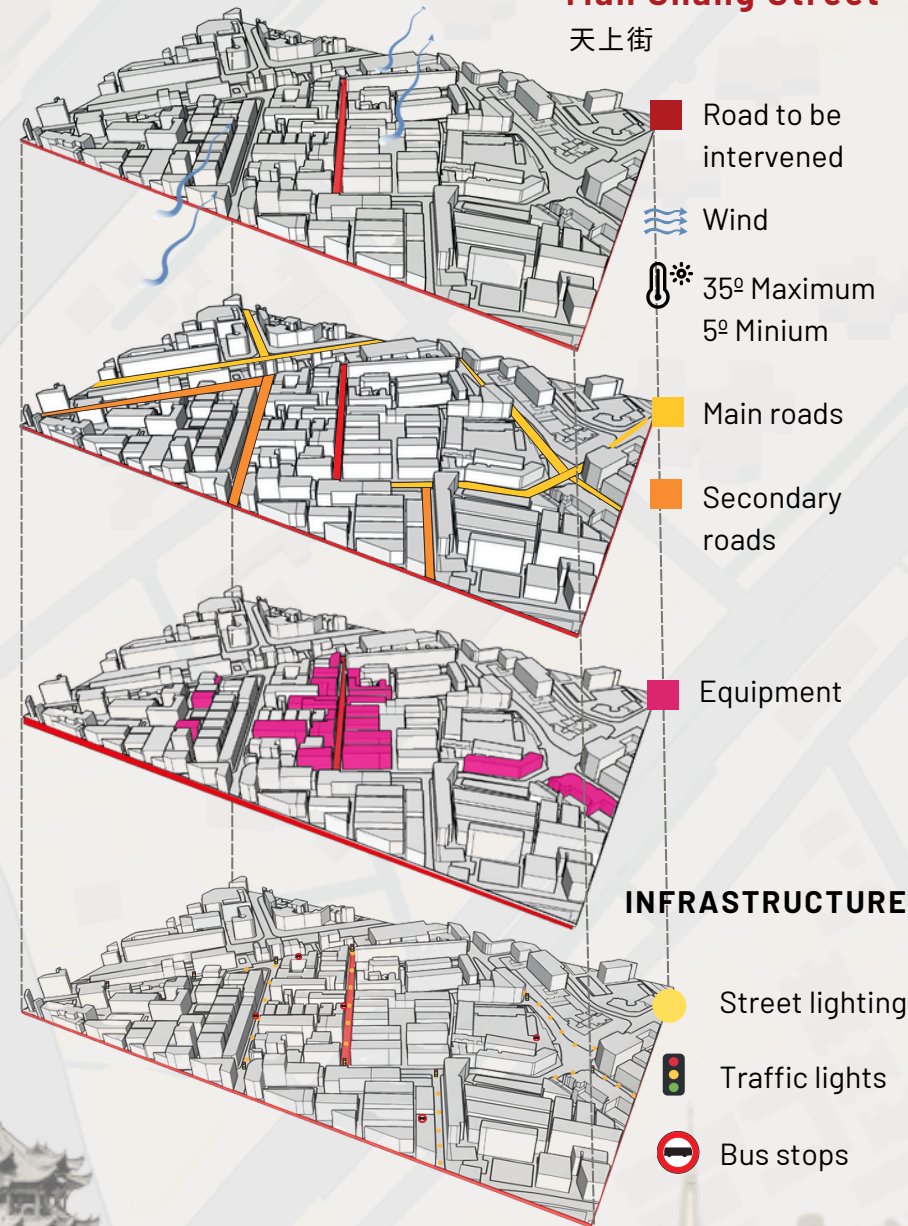 Street
天上街
Road to be
intervened
Wind
35º Maximum
5º Minium
Main roads
Secondary
roads
Equipment
INFRASTRUCTURE
Street lighting
Traffic lights
Bus stops